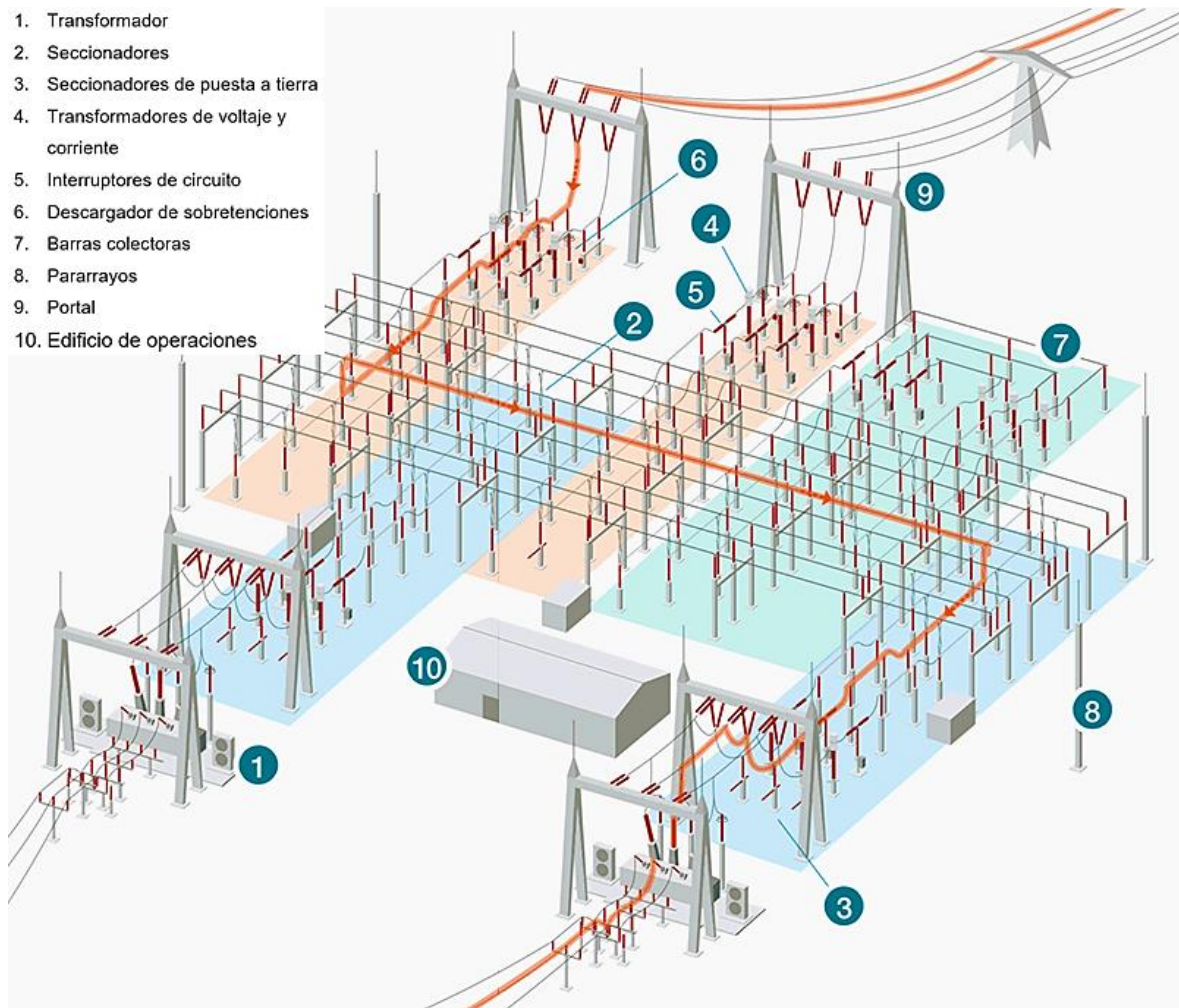 1. Transformador
2. Seccionadores
3. Seccionadores de puesta a tierra
4. Transformadores de voltaje y
corriente
5. Interruptores de circuito
6. Descargador de sobretenciones
7. Barras colectoras
8. Pararrayos
9. Portal
10. Edificio de operaciones
6
9
4
5
2
7
10
8
1
3